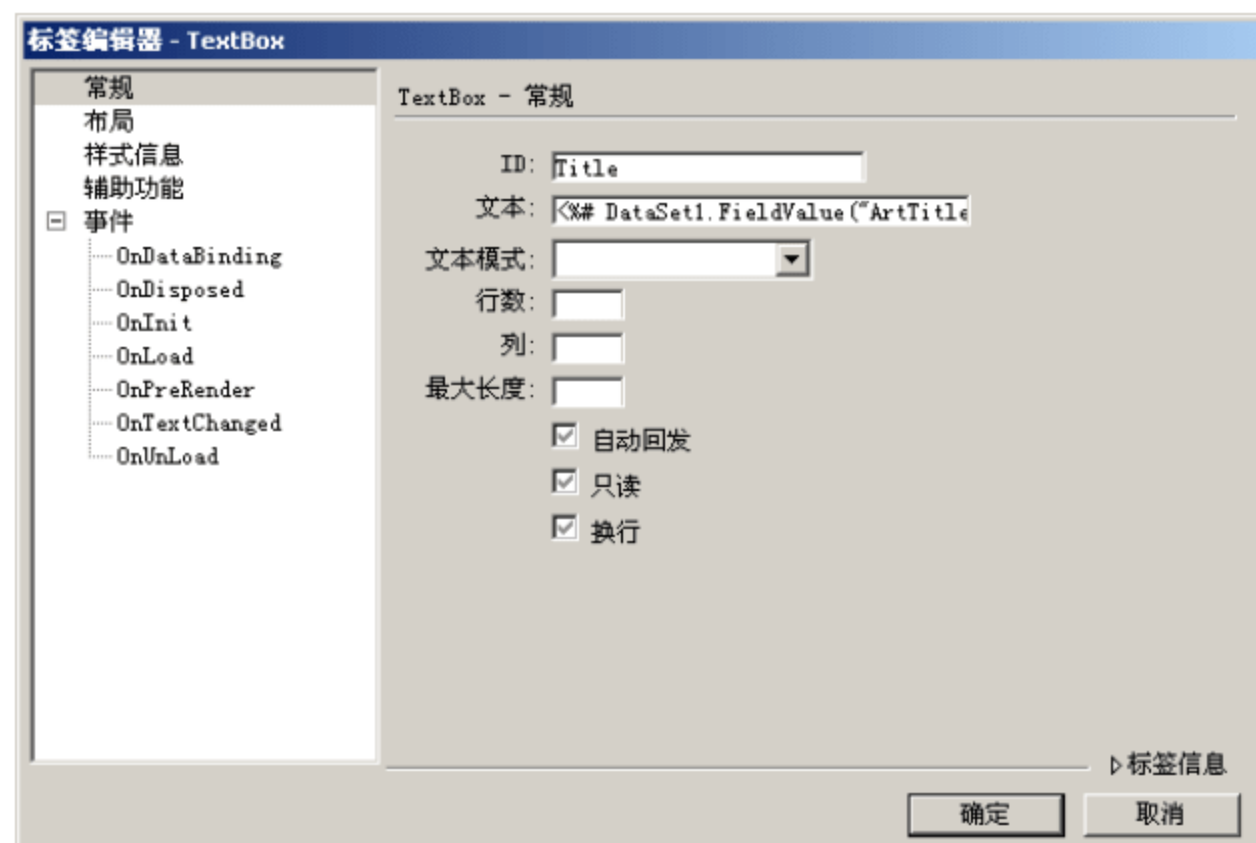 标签编辑器 - TextBox
常规
布局
样式信息
辅助功能
事件
OnDataBinding
OnDisposed
OnInit
OnLoad
OnPreRender
OnTextChanged
OnUnLoad
TextBox - 常规
ID: Title
文本: <%# DataSet1.FieldValue("ArtTitle
文本模式:
行数:
列:
最大长度:
自动回发
只读
换行
标签信息
确定 取消